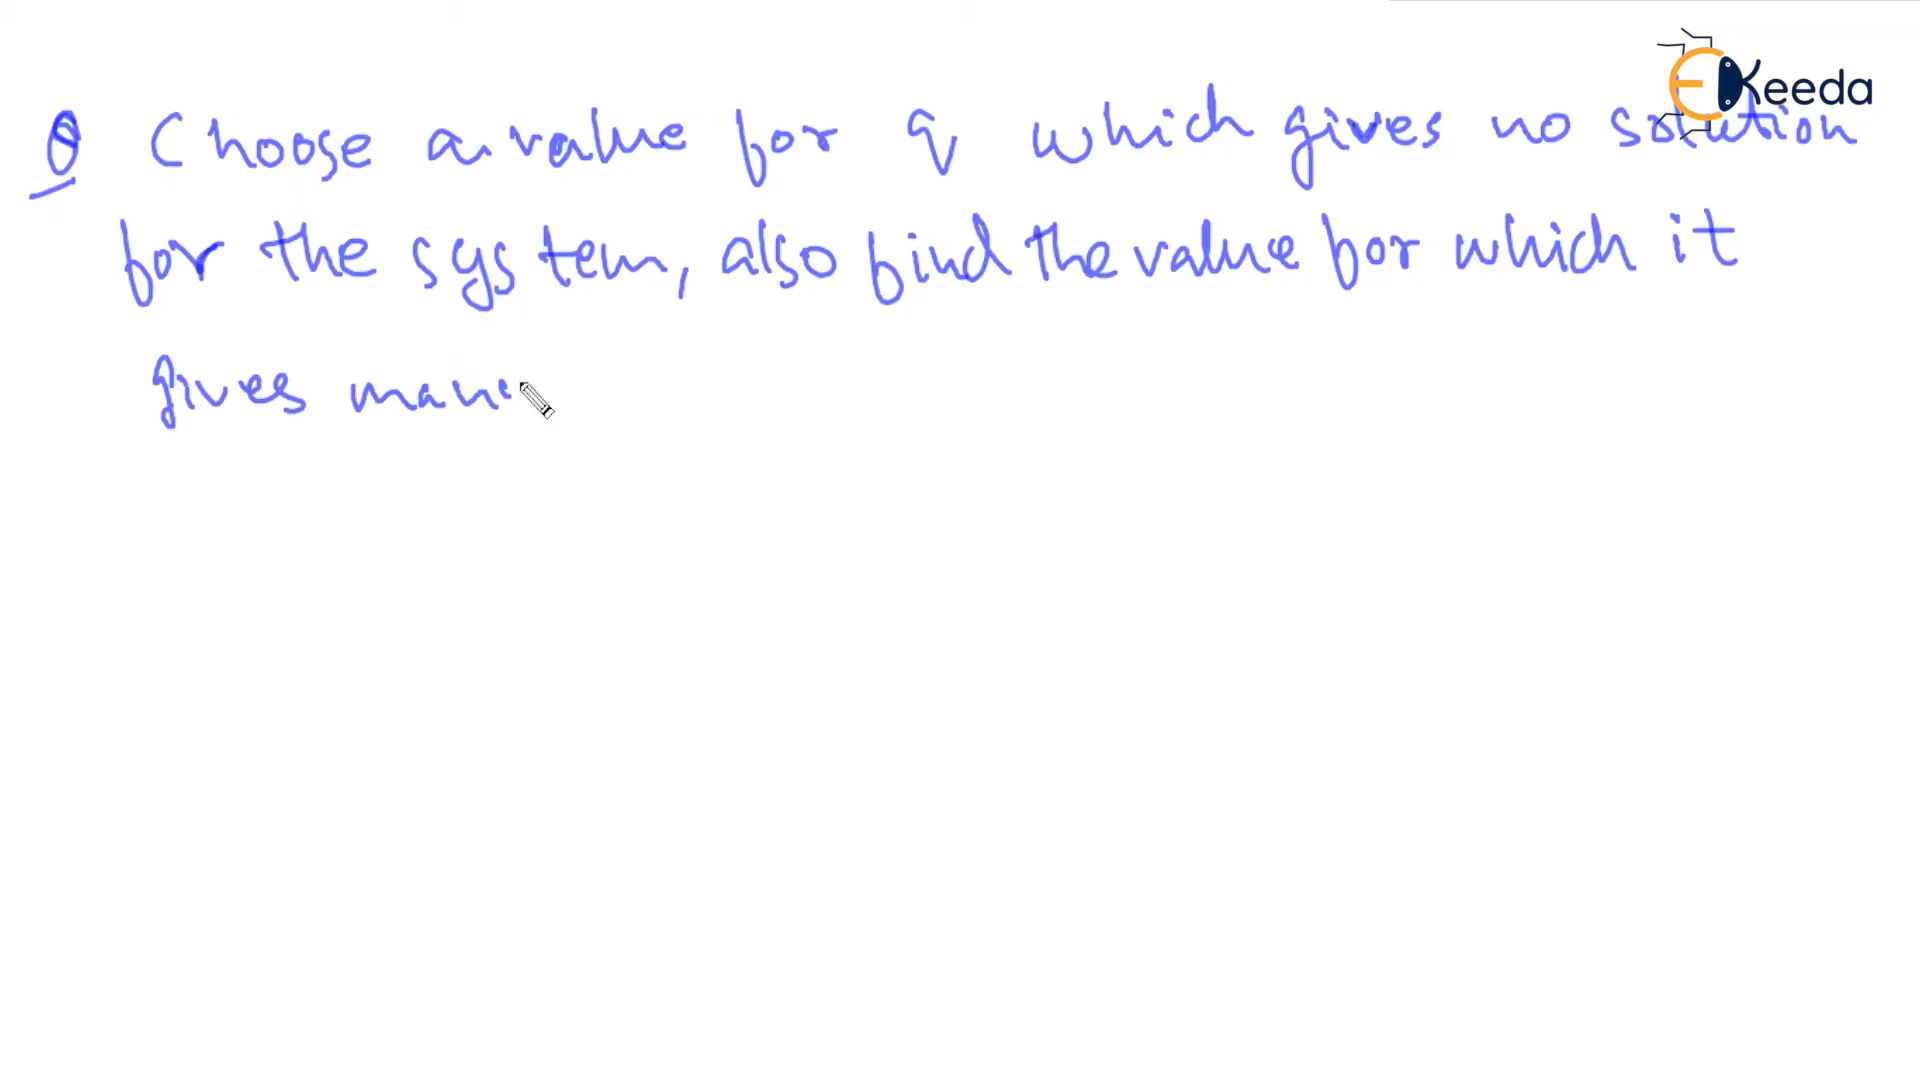 EKeeda
Q Choose a value for q which gives no solution
for the system, also find the value for which it
gives man